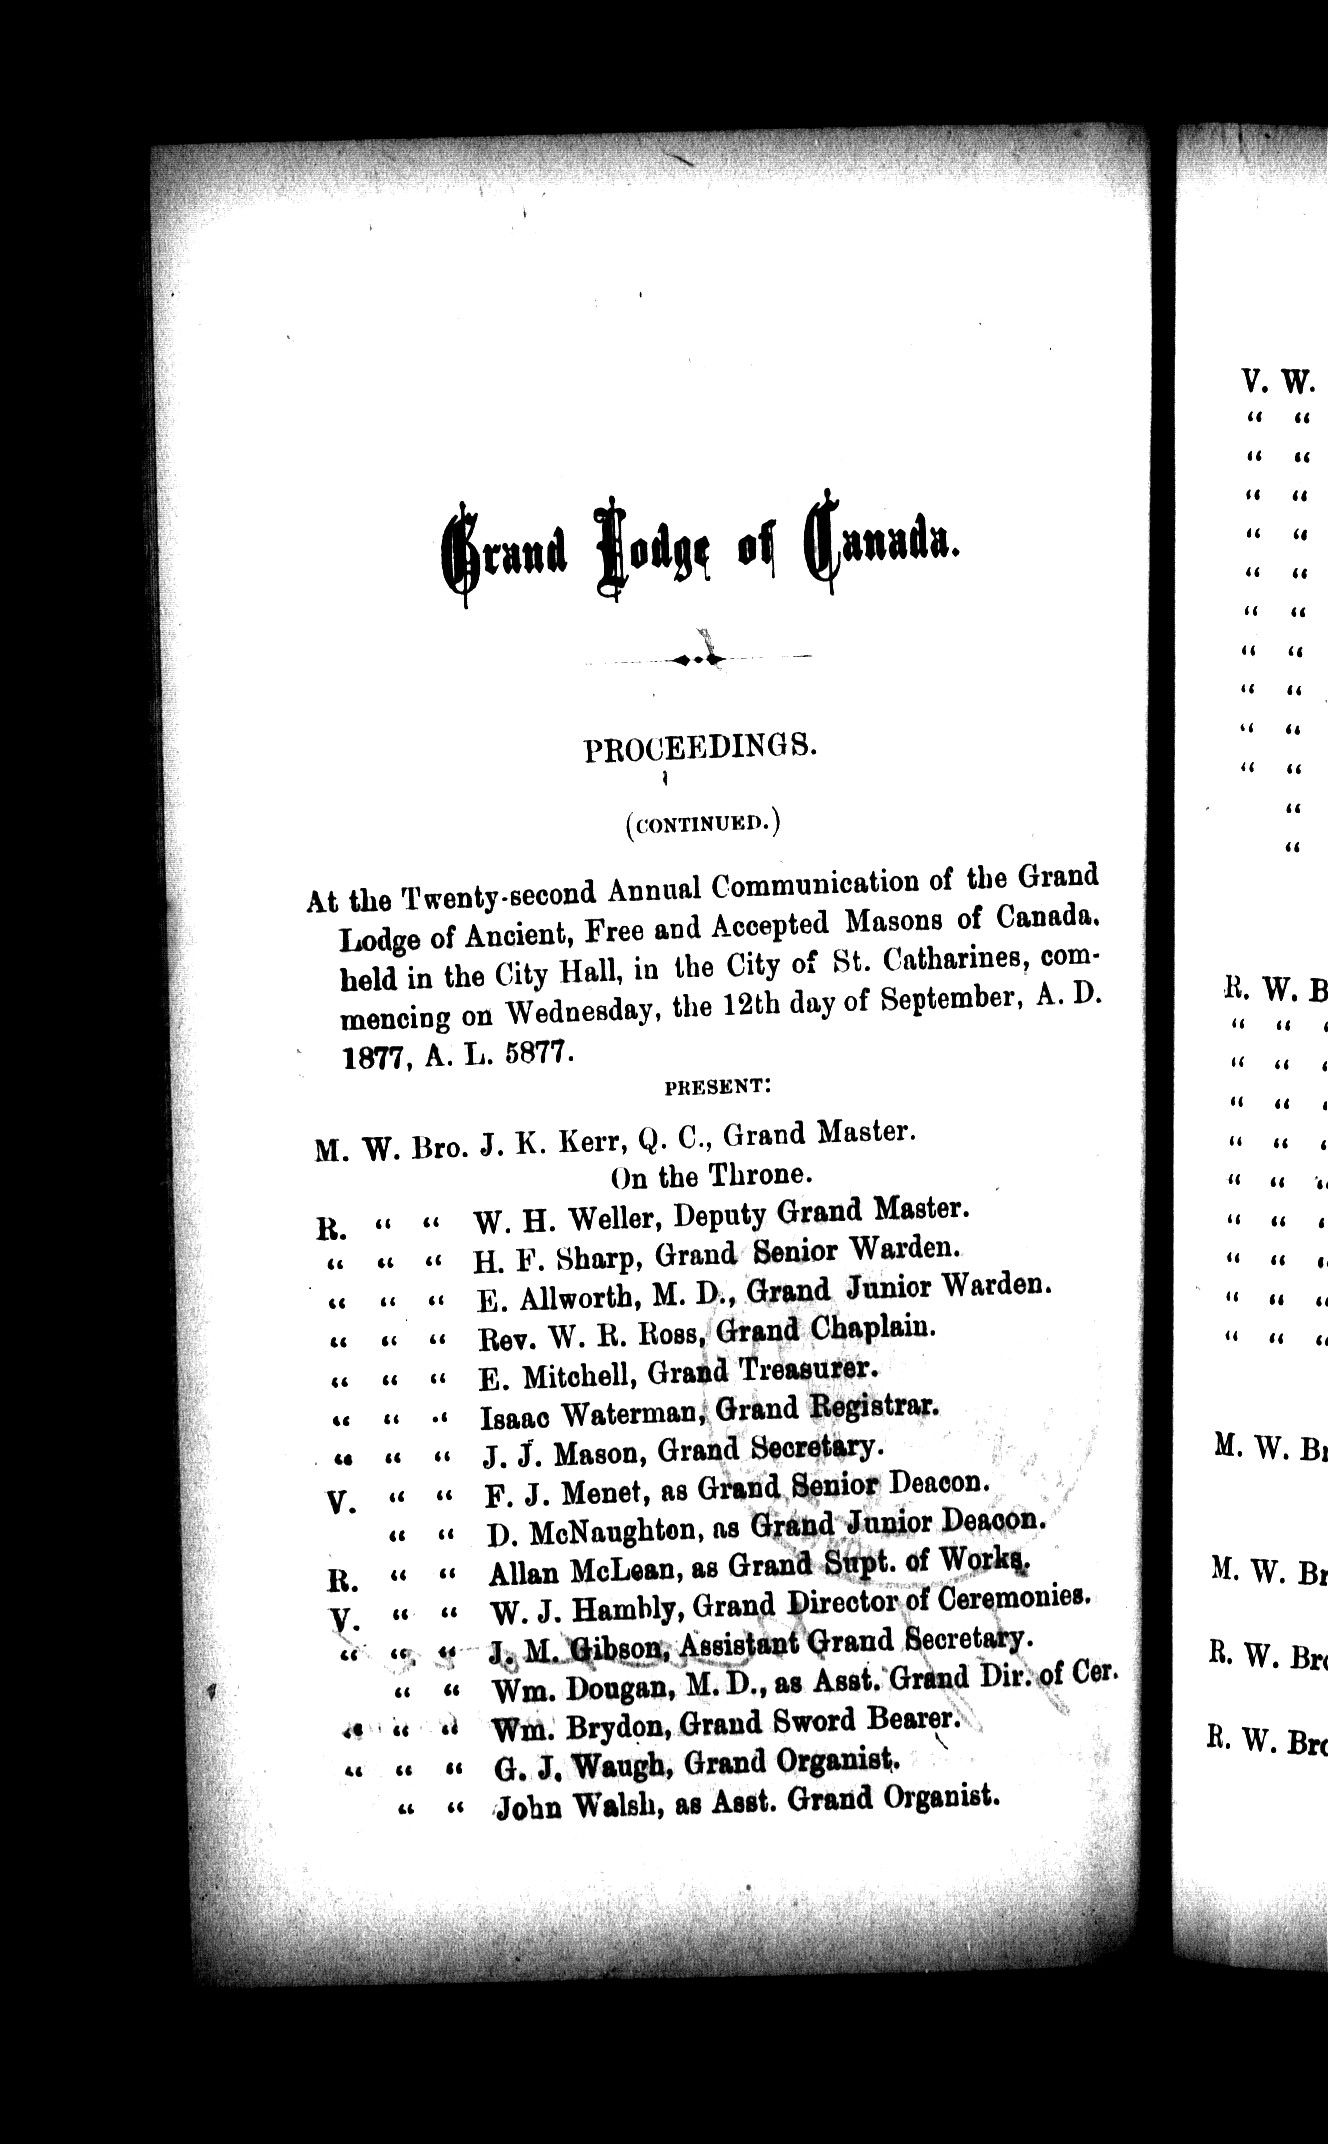 Grand Lodge of Canada.
PROCEEDINGS.
(CONTINUED.)
At the Twenty-second Annual Communication of the Grand
Lodge of Ancient, Free and Accepted Masons of Canada.
held in the City Hall, in the City of St. Catharines, com-
mencing on Wednesday, the 12th day of September, A. D.
1877, A. L. 5877.
PRESENT:
M. W. Bro. J. K. Kerr, Q. C., Grand Master.
On the Throne.
R. “ “ W. H. Weller, Deputy Grand Master.
“ “ “ H. F. Sharp, Grand Senior Warden.
“ “ “ E. Allworth, M. D., Grand Junior Warden.
“ “ “ Rev. W. R. Ross, Grand Chaplain.
“ “ “ E. Mitchell, Grand Treasurer.
“ “ “ Isaac Waterman, Grand Registrar.
“ “ “ J. J. Mason, Grand Secretary.
V. “ “ F. J. Menet, as Grand Senior Deacon.
“ “ D. McNaughton, as Grand Junior Deacon.
R. “ “ Allan McLean, as Grand Supt. of Works.
V. “ “ W. J. Hambly, Grand Director of Ceremonies.
“ “ “ J. M. Gibson, Assistant Grand Secretary.
“ “ Wm. Dougan, M. D., as Asst. Grand Dir. of Cer.
“ “ “ Wm. Brydon, Grand Sword Bearer.
“ “ “ G. J. Waugh, Grand Organist.
“ “ John Walsh, as Asst. Grand Organist.
V. W.
“ “
“ “
“ “
“ “
“ “
“ “
“ “
“ “
“ “
“ “
“
“
R. W. B
“ “ “
“ “ “
“ “ “
“ “ “
“ “ “
“ “ “
“ “ “
“ “ “
“ “ “
M. W. Br
M. W. Br
R. W. Bro
R. W. Bro